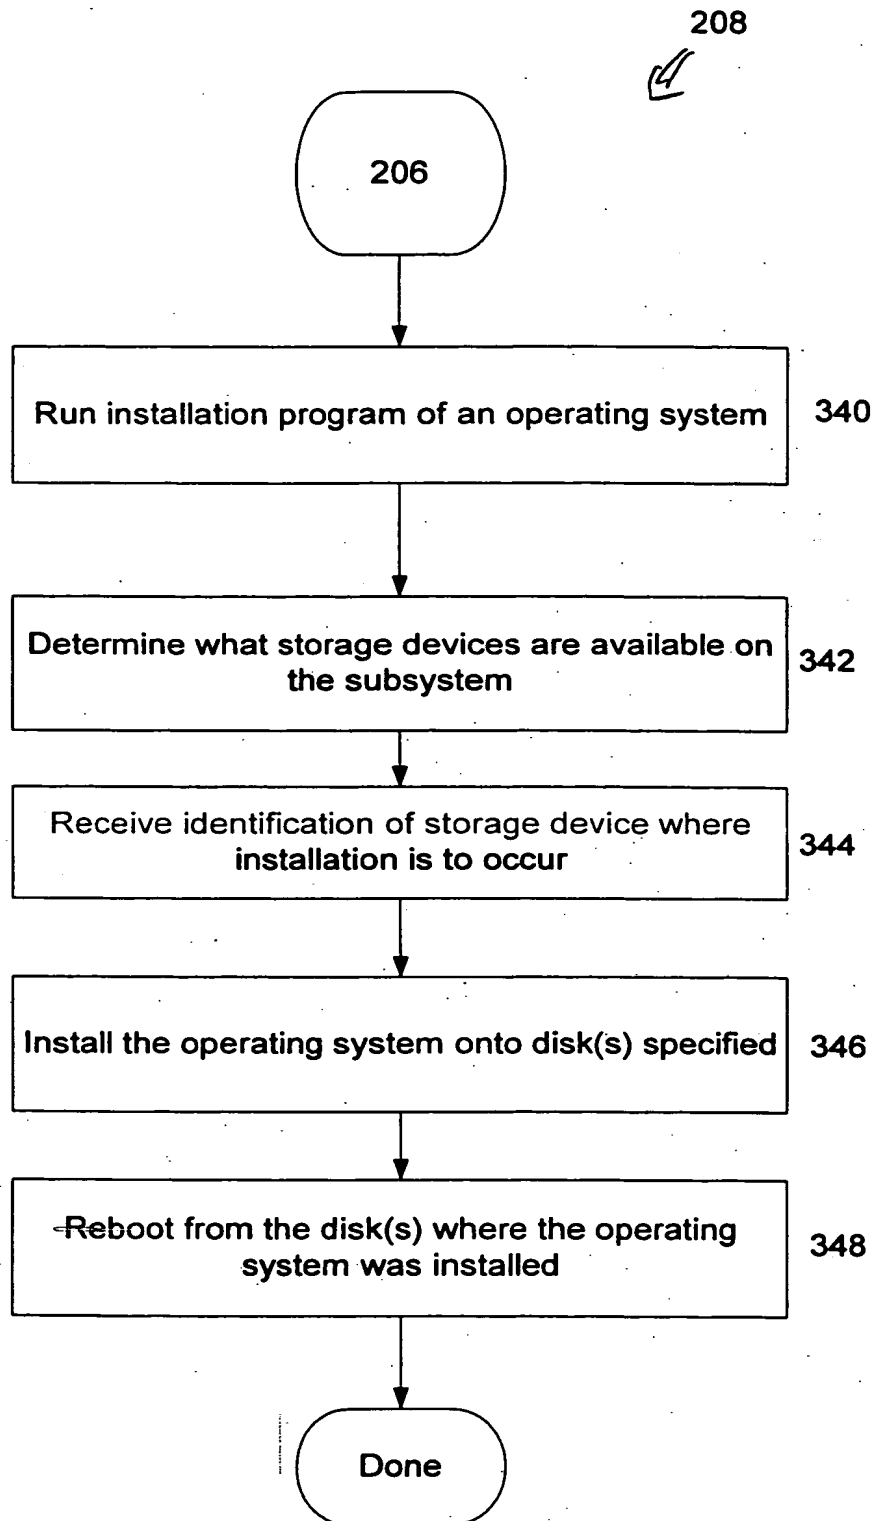 208
206
Run installation program of an operating system
340
Determine what storage devices are available on
the subsystem
342
Receive identification of storage device where
installation is to occur
344
Install the operating system onto disk(s) specified
346
Reboot from the disk(s) where the operating
system was installed
348
Done